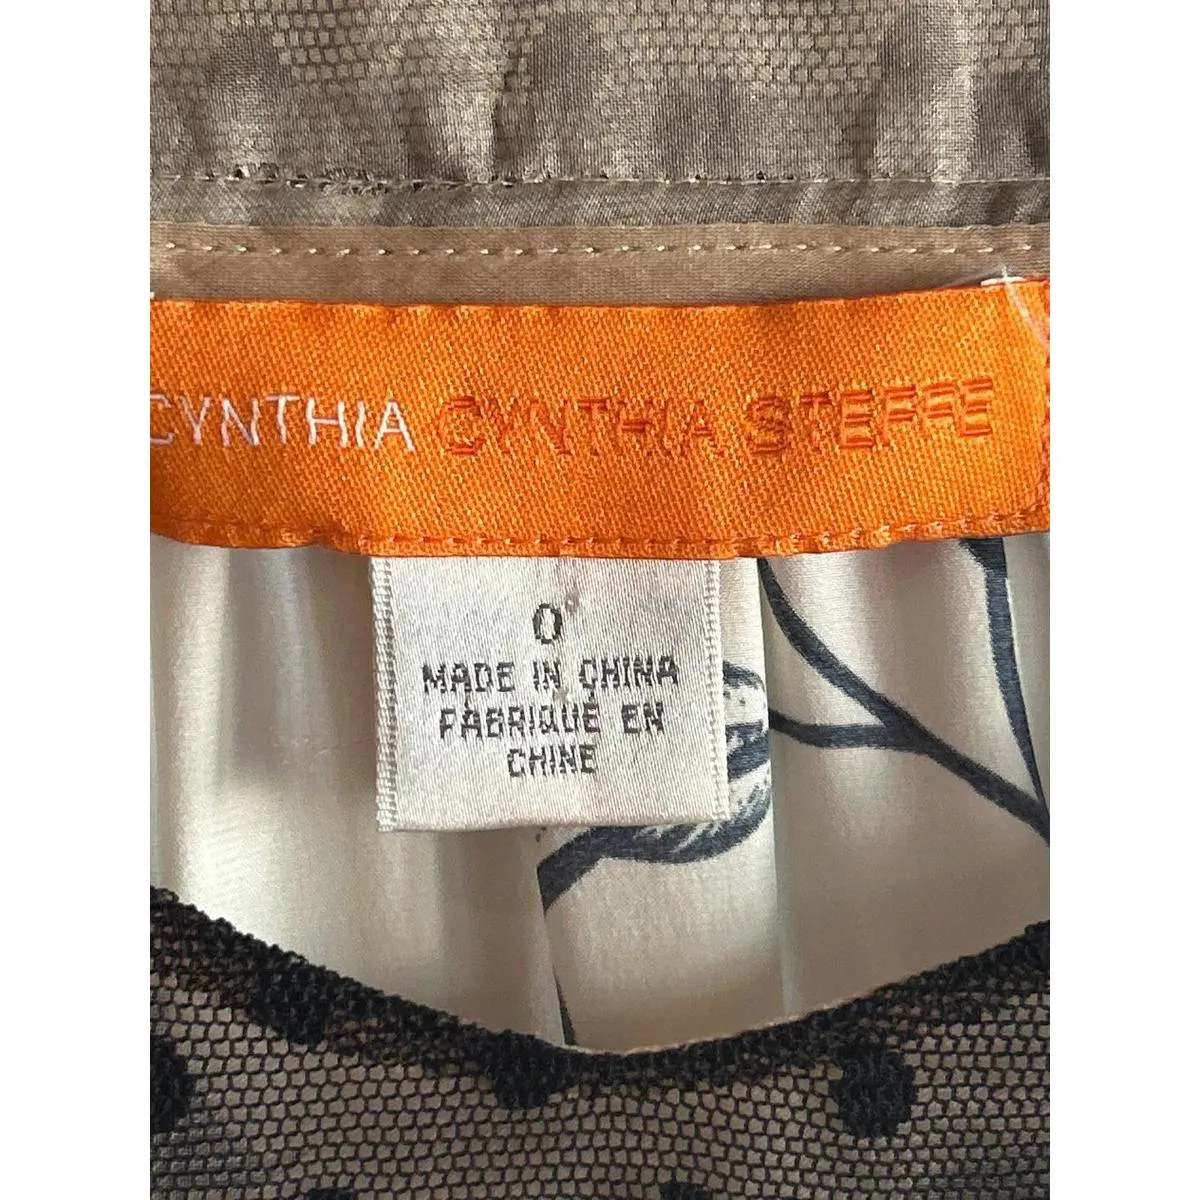 CYNTHIA CYNTHIA STEFFE
0
MADE IN CHINA
FABRIQUÉ EN
CHINE